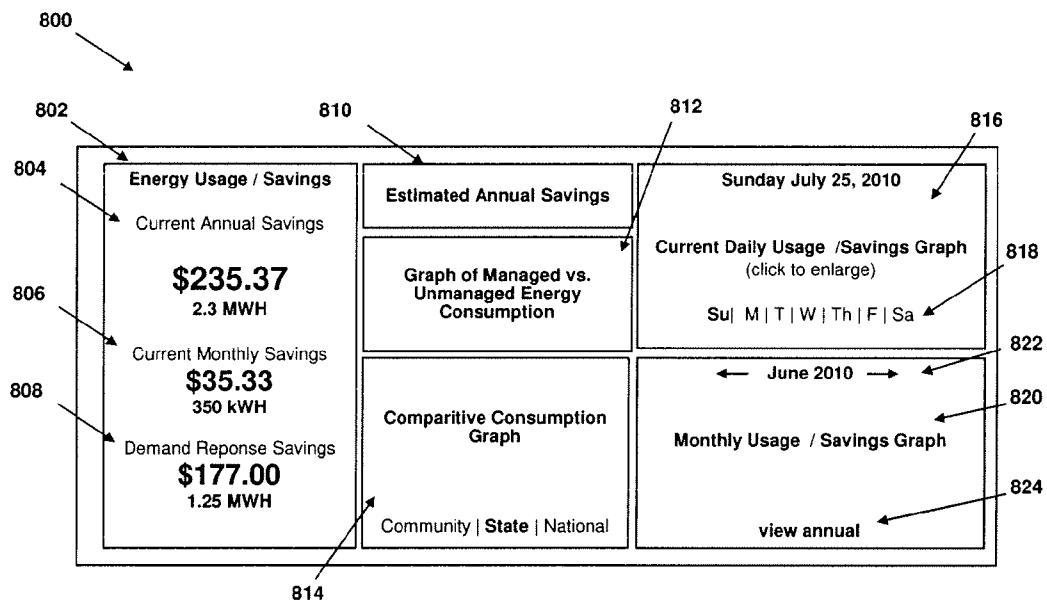 800
802
810
812
816
804
Energy Usage / Savings
Current Annual Savings
$235.37
2.3 MWH
806
Current Monthly Savings
$35.33
350 kWH
808
Demand Reponse Savings
$177.00
1.25 MWH
Estimated Annual Savings
Graph of Managed vs.
Unmanaged Energy
Consumption
Comparitive Consumption
Graph
Community | State | National
814
Sunday July 25, 2010
Current Daily Usage /Savings Graph
(click to enlarge)
818
Su| M | T | W | Th | F | Sa
822
June 2010
820
Monthly Usage / Savings Graph
824
view annual